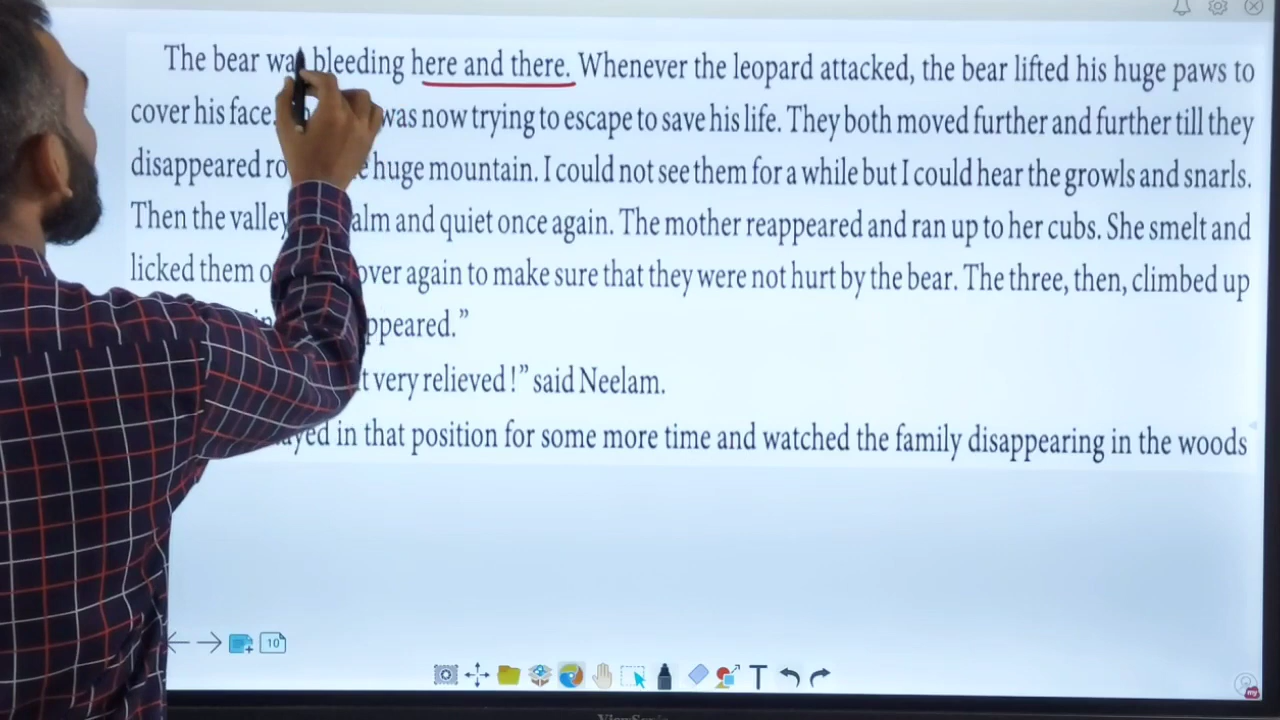 The bear was bleeding here and there. Whenever the leopard attacked, the bear lifted his huge paws to
cover his face. was now trying to escape to save his life. They both moved further and further till they
disappeared huge mountain. I could not see them for a while but I could hear the growls and snarls.
Then the valley calm and quiet once again. The mother reappeared and ran up to her cubs. She smelt and
licked them over again to make sure that they were not hurt by the bear. The three, then, climbed up
very relieved !” said Neelam.
in that position for some more time and watched the family disappearing in the woods
10
T
ViewSonic